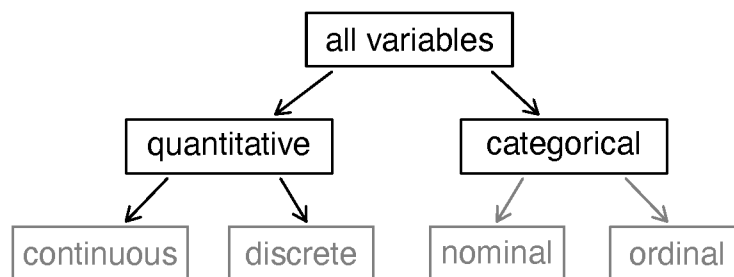 all variables
quantitative categorical
continuous discrete nominal ordinal